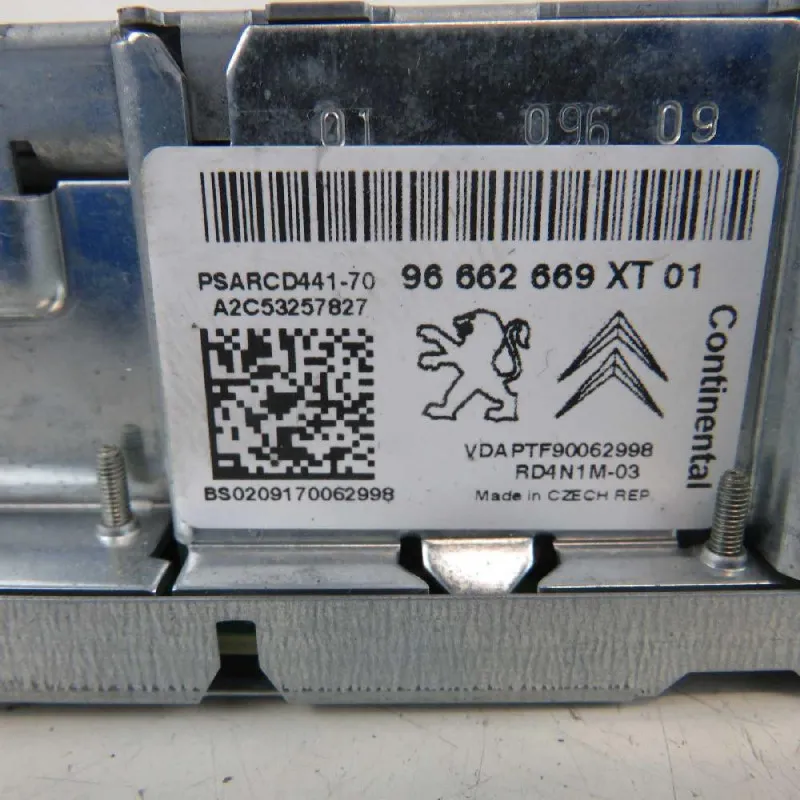 01 096 09
PSARCD441-70 96 662 669 XT 01
A2C53257827
Continental
VDAPTF90062998
RD4N1M-03
BS0209170062998 Made in CZECH REP.